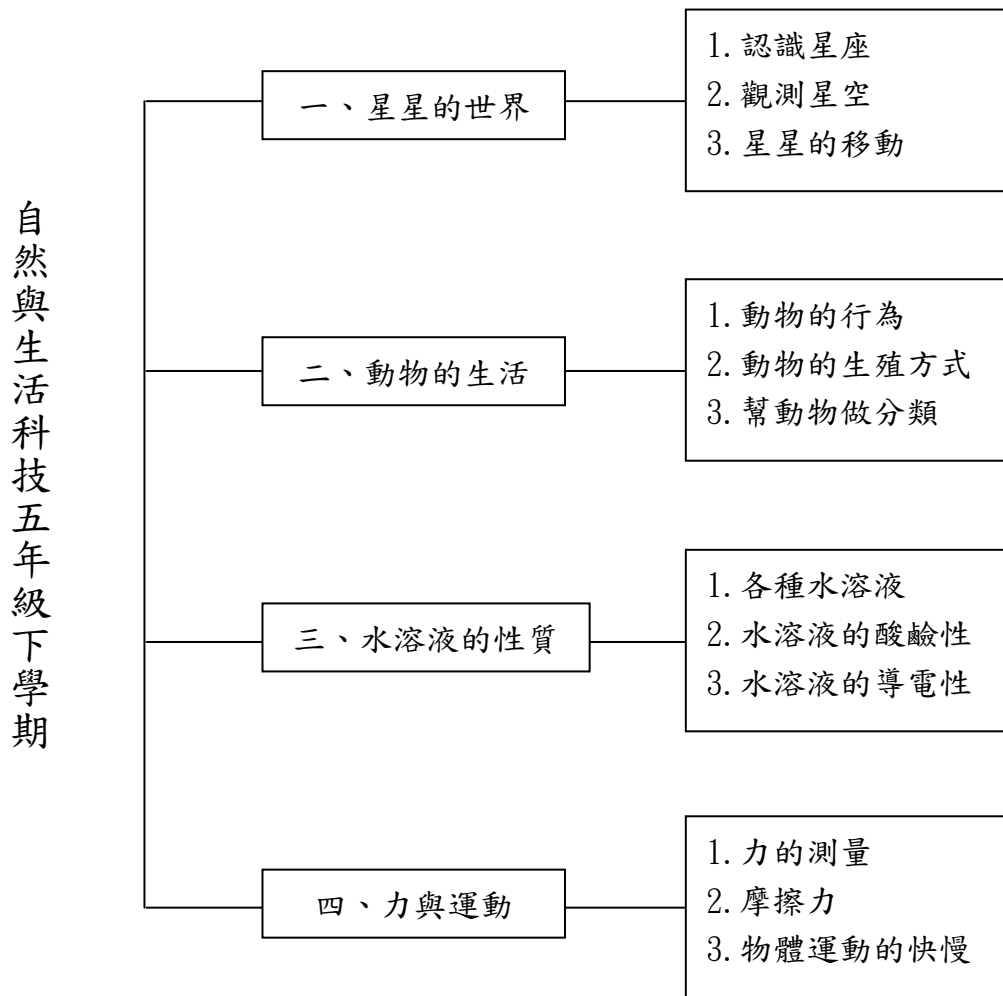 自然與生活科技五年級下學期
一、星星的世界
1.認識星座
2.觀測星空
3.星星的移動
二、動物的生活
1.動物的行為
2.動物的生殖方式
3.幫動物做分類
三、水溶液的性質
1.各種水溶液
2.水溶液的酸鹼性
3.水溶液的導電性
四、力與運動
1.力的測量
2.摩擦力
3.物體運動的快慢